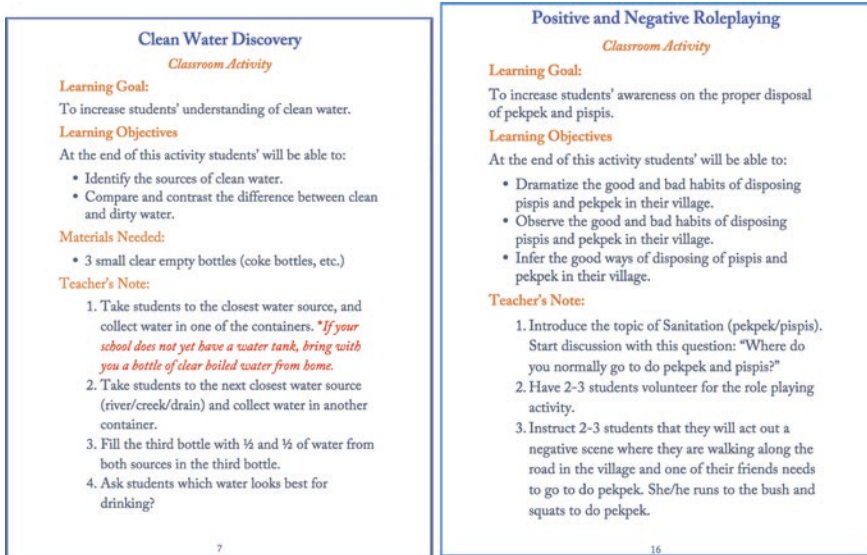 Clean Water Discovery
Classroom Activity
Learning Goal:
To increase students' understanding of clean water.
Learning Objectives
At the end of this activity students' will be able to:
• Identify the sources of clean water.
• Compare and contrast the difference between clean
and dirty water.
Materials Needed:
• 3 small clear empty bottles (coke bottles, etc.)
Teacher's Note:
1. Take students to the closest water source, and
collect water in one of the containers. *If your
school does not yet have a water tank, bring with
you a bottle of clear boiled water from home.
2. Take students to the next closest water source
(river/creek/drain) and collect water in another
container.
3. Fill the third bottle with ½ and ½ of water from
both sources in the third bottle.
4. Ask students which water looks best for
drinking?
7
Positive and Negative Roleplaying
Classroom Activity
Learning Goal:
To increase students' awareness on the proper disposal
of pekpek and pispis.
Learning Objectives
At the end of this activity students' will be able to:
• Dramatize the good and bad habits of disposing
pispis and pekpek in their village.
• Observe the good and bad habits of disposing
pispis and pekpek in their village.
• Infer the good ways of disposing of pispis and
pekpek in their village.
Teacher's Note:
1. Introduce the topic of Sanitation (pekpek/pispis).
Start discussion with this question: "Where do
you normally go to do pekpek and pispis?"
2. Have 2-3 students volunteer for the role playing
activity.
3. Instruct 2-3 students that they will act out a
negative scene where they are walking along the
road in the village and one of their friends needs
to go to do pekpek. She/he runs to the bush and
squats to do pekpek.
16